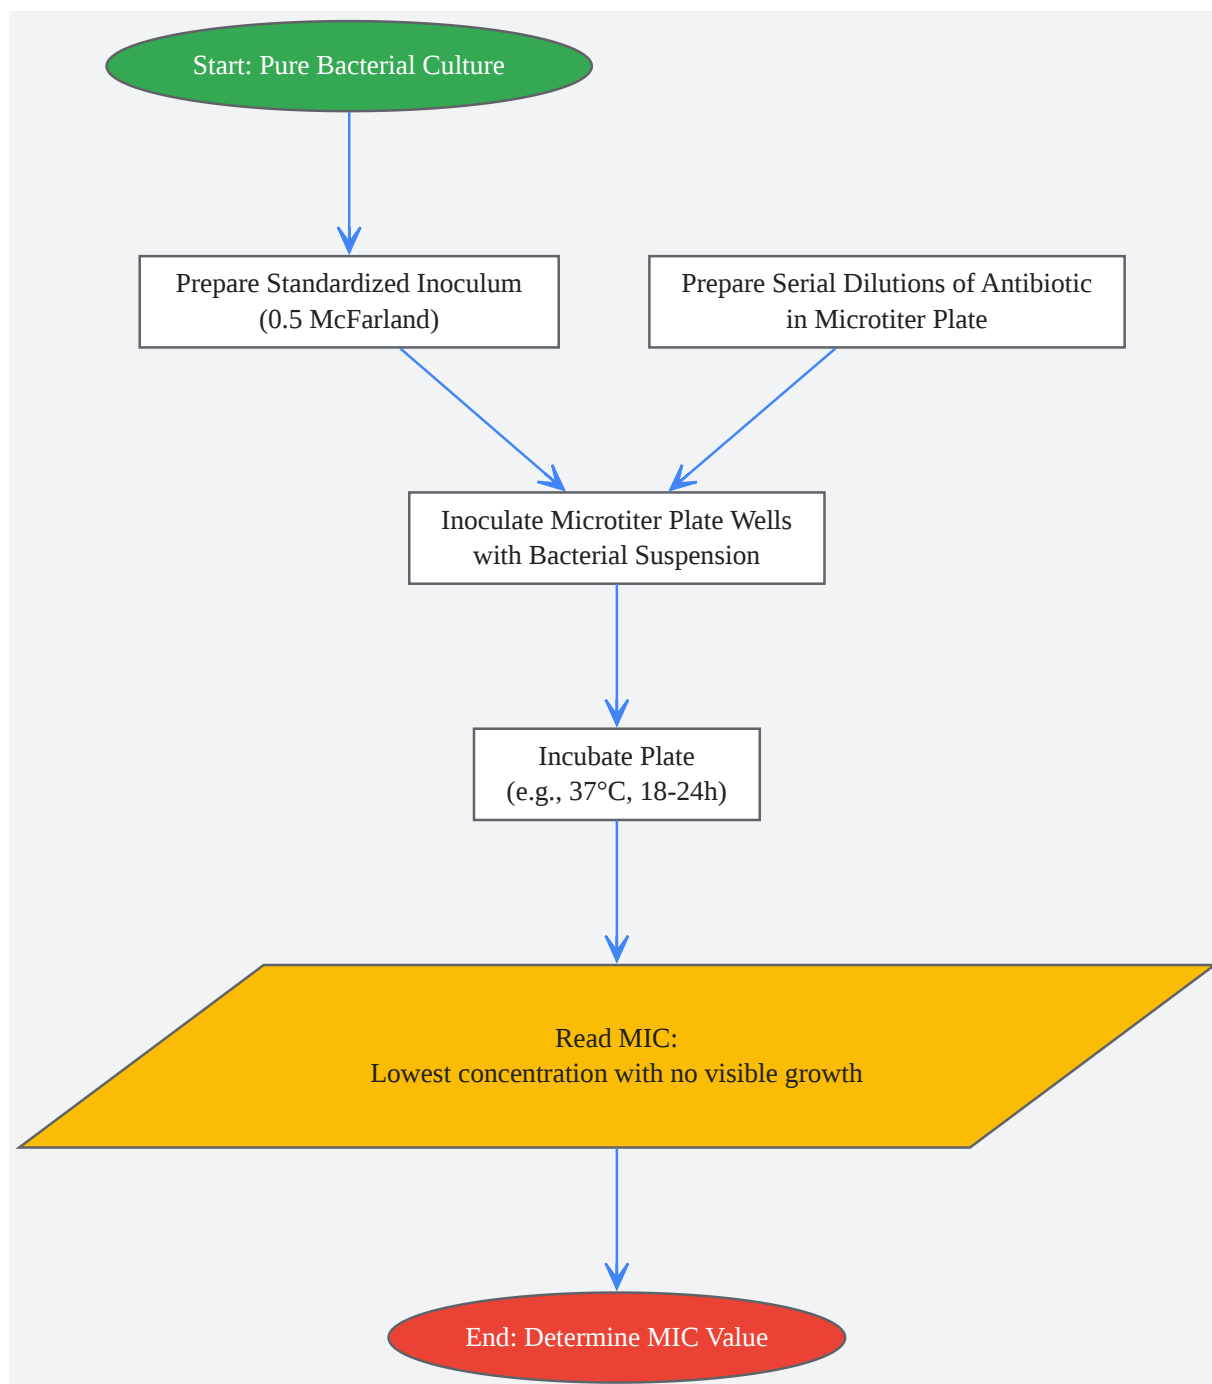 Start: Pure Bacterial Culture
Prepare Standardized Inoculum
(0.5 McFarland)
Prepare Serial Dilutions of Antibiotic
in Microtiter Plate
Inoculate Microtiter Plate Wells
with Bacterial Suspension
Incubate Plate
(e.g., 37°C, 18-24h)
Read MIC:
Lowest concentration with no visible growth
End: Determine MIC Value